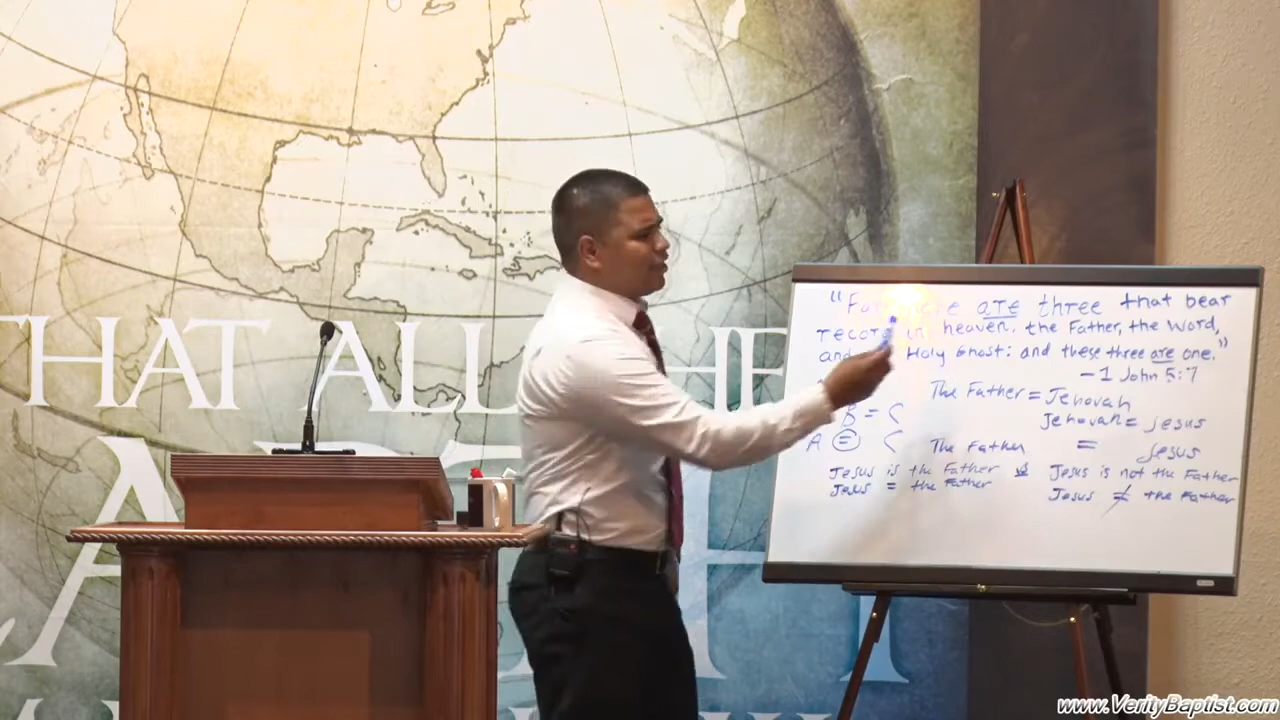 THAT ALL THE
EARTH
"For there are three that bear
record in heaven, the Father, the Word,
and Holy Ghost: and these three are one."
- 1 John 5:7
The Father = Jehovah
B = C
Jehovah = Jesus
A = C
The Father = Jesus
Jesus is the Father
Jesus is not the Father
Jesus = the Father
Jesus ≠ the Father
www.VerityBaptist.com